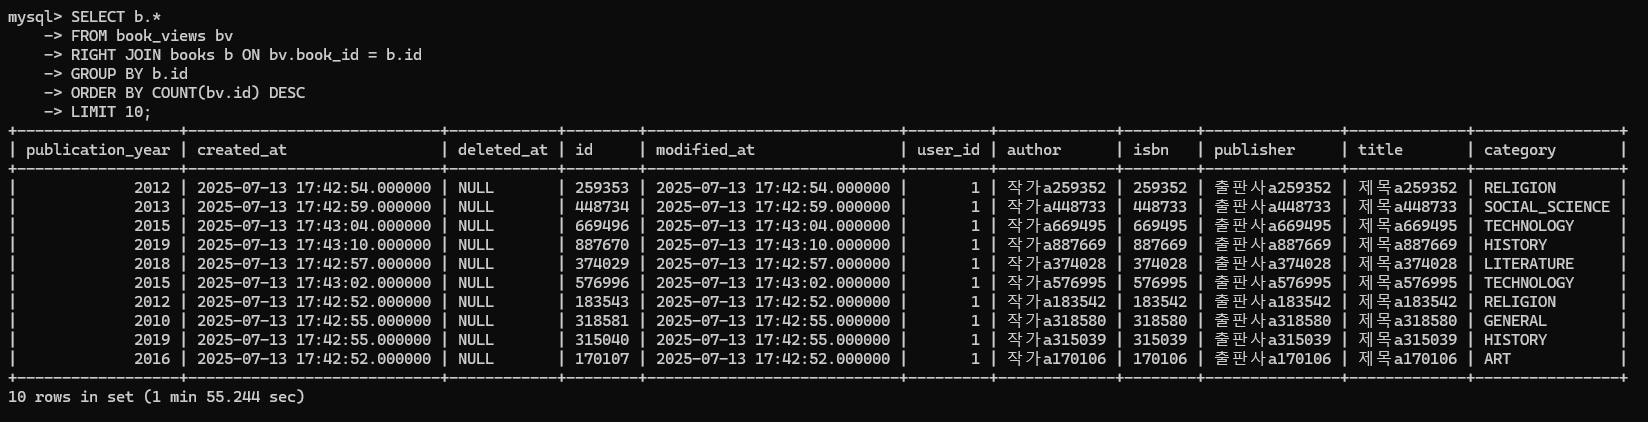 mysql> SELECT b.*
    -> FROM book_views bv
    -> RIGHT JOIN books b ON bv.book_id = b.id
    -> GROUP BY b.id
    -> ORDER BY COUNT(bv.id) DESC
    -> LIMIT 10;
+------------------+----------------------------+------------+--------+----------------------------+---------+-------------+--------+---------------+-------------+----------------+
| publication_year | created_at                 | deleted_at | id     | modified_at                | user_id | author      | isbn   | publisher     | title       | category       |
+------------------+----------------------------+------------+--------+----------------------------+---------+-------------+--------+---------------+-------------+----------------+
|             2012 | 2025-07-13 17:42:54.000000 | NULL       | 259353 | 2025-07-13 17:42:54.000000 |       1 | 작가a259352 | 259352 | 출판사a259352 | 제목a259352 | RELIGION       |
|             2013 | 2025-07-13 17:42:59.000000 | NULL       | 448734 | 2025-07-13 17:42:59.000000 |       1 | 작가a448733 | 448733 | 출판사a448733 | 제목a448733 | SOCIAL_SCIENCE |
|             2015 | 2025-07-13 17:43:04.000000 | NULL       | 669496 | 2025-07-13 17:43:04.000000 |       1 | 작가a669495 | 669495 | 출판사a669495 | 제목a669495 | TECHNOLOGY     |
|             2019 | 2025-07-13 17:43:10.000000 | NULL       | 887670 | 2025-07-13 17:43:10.000000 |       1 | 작가a887669 | 887669 | 출판사a887669 | 제목a887669 | HISTORY        |
|             2018 | 2025-07-13 17:42:57.000000 | NULL       | 374029 | 2025-07-13 17:42:57.000000 |       1 | 작가a374028 | 374028 | 출판사a374028 | 제목a374028 | LITERATURE     |
|             2015 | 2025-07-13 17:43:02.000000 | NULL       | 576996 | 2025-07-13 17:43:02.000000 |       1 | 작가a576995 | 576995 | 출판사a576995 | 제목a576995 | TECHNOLOGY     |
|             2012 | 2025-07-13 17:42:52.000000 | NULL       | 183543 | 2025-07-13 17:42:52.000000 |       1 | 작가a183542 | 183542 | 출판사a183542 | 제목a183542 | RELIGION       |
|             2010 | 2025-07-13 17:42:55.000000 | NULL       | 318581 | 2025-07-13 17:42:55.000000 |       1 | 작가a318580 | 318580 | 출판사a318580 | 제목a318580 | GENERAL        |
|             2019 | 2025-07-13 17:42:55.000000 | NULL       | 315040 | 2025-07-13 17:42:55.000000 |       1 | 작가a315039 | 315039 | 출판사a315039 | 제목a315039 | HISTORY        |
|             2016 | 2025-07-13 17:42:52.000000 | NULL       | 170107 | 2025-07-13 17:42:52.000000 |       1 | 작가a170106 | 170106 | 출판사a170106 | 제목a170106 | ART            |
+------------------+----------------------------+------------+--------+----------------------------+---------+-------------+--------+---------------+-------------+----------------+
10 rows in set (1 min 55.244 sec)